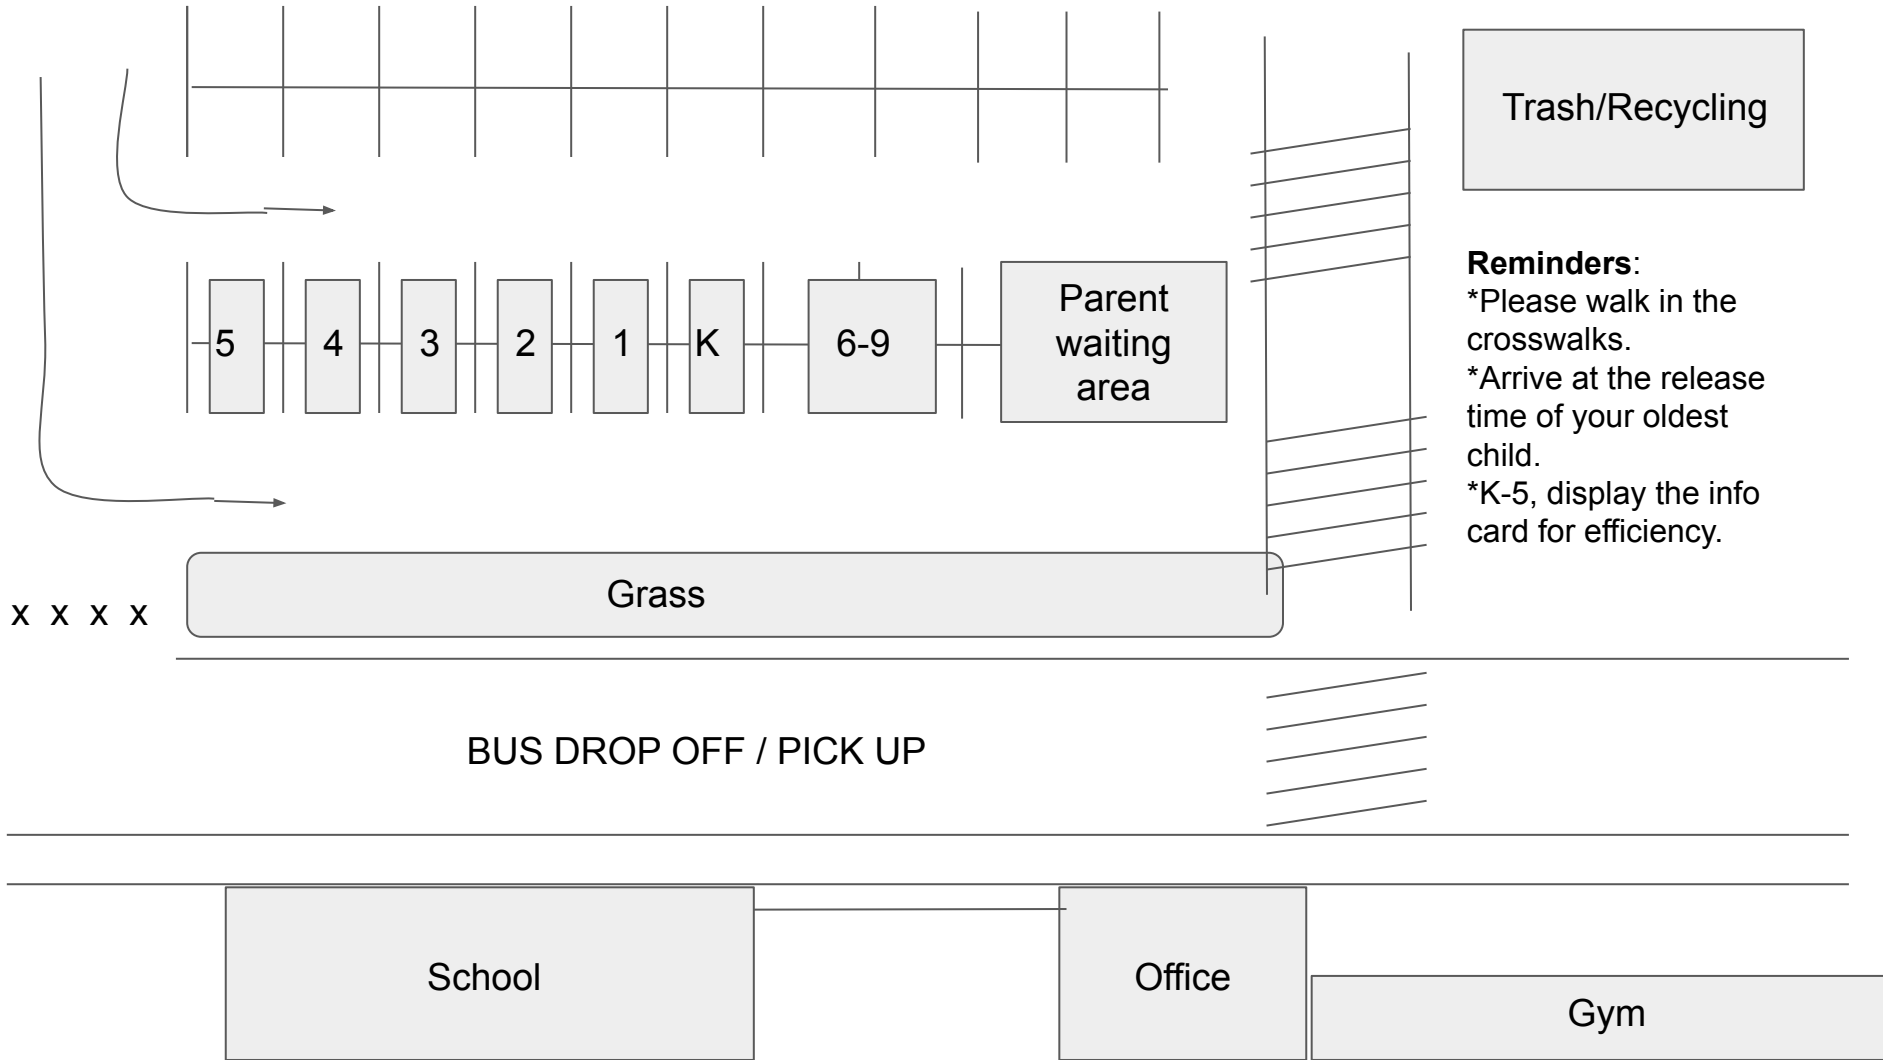 Trash/Recycling
Reminders:
*Please walk in the
crosswalks.
*Arrive at the release
time of your oldest
child.
*K-5, display the info
card for efficiency.
5 4 3 2 1 K 6-9
Parent
waiting
area
Grass
x x x x
BUS DROP OFF / PICK UP
School
Office
Gym